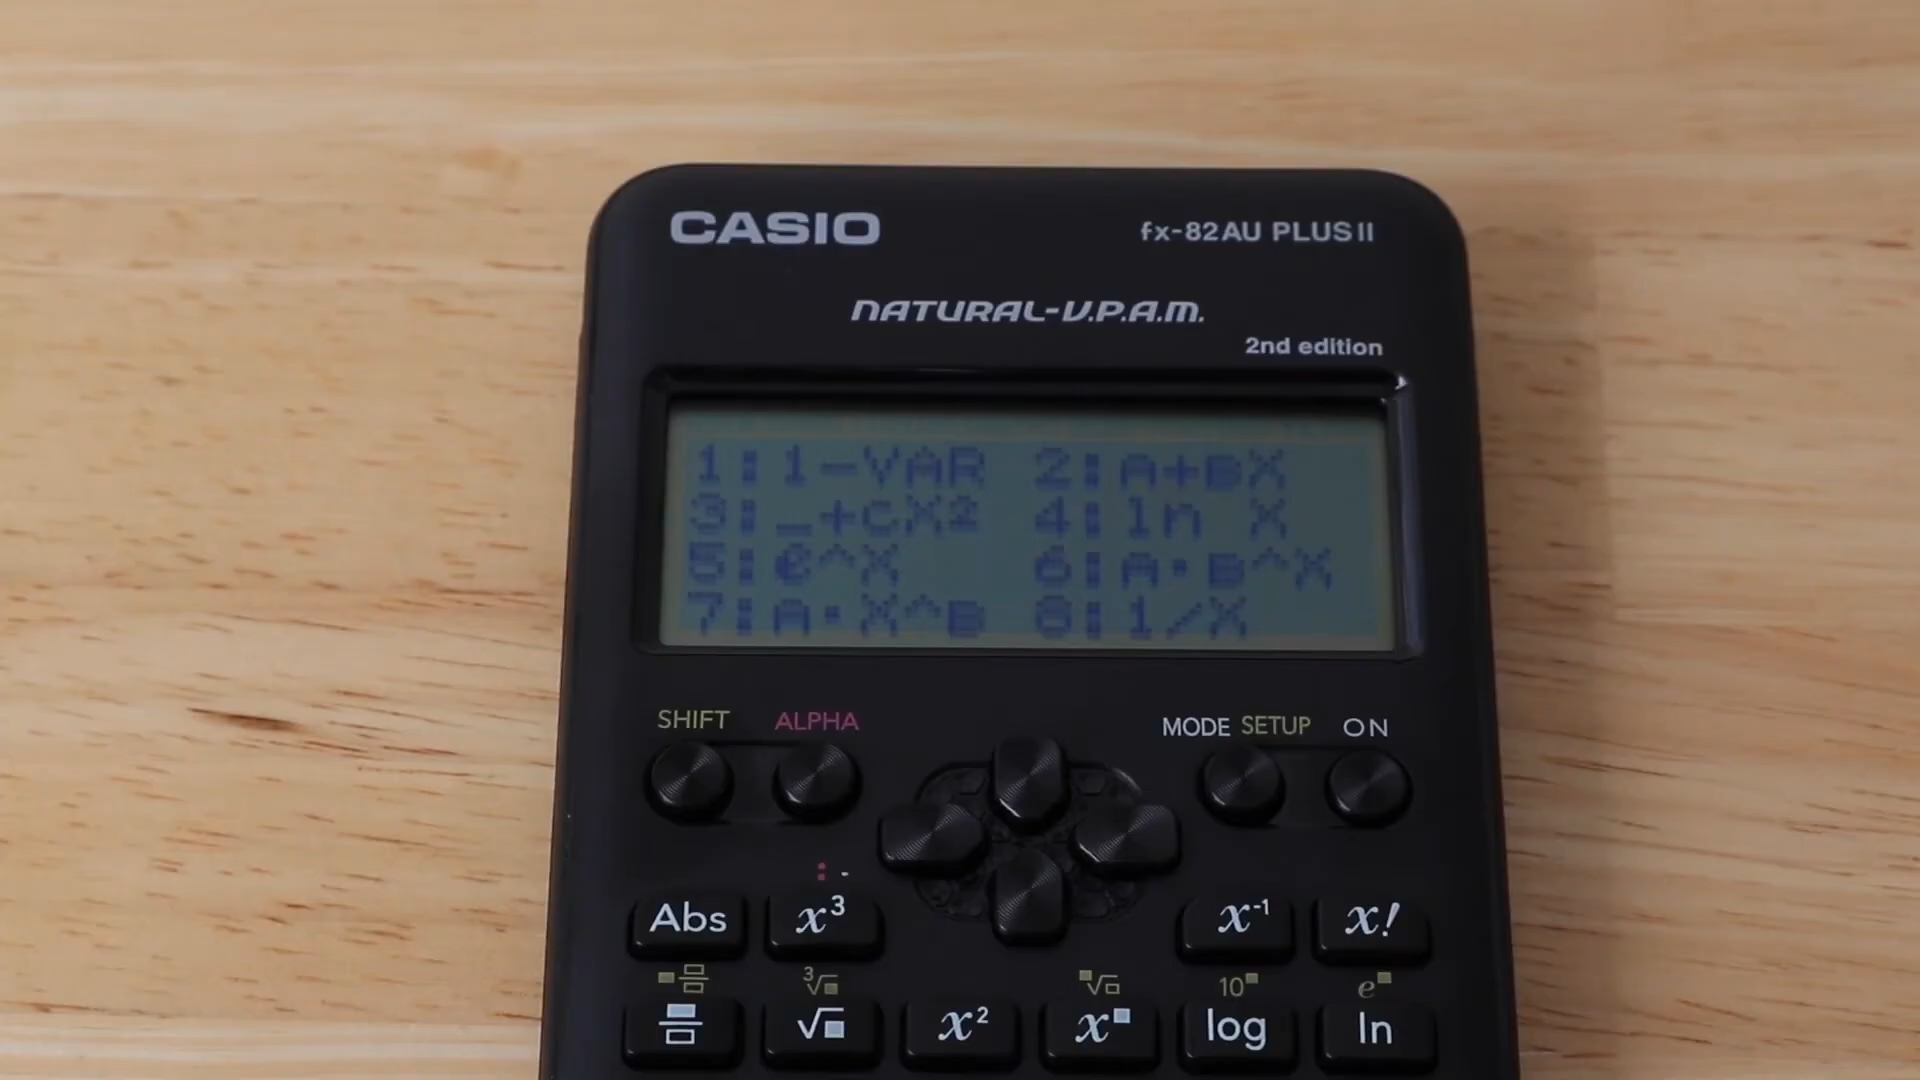 CASIO fx-82AU PLUS II
NATURAL-V.P.A.M.
2nd edition
1:1-VAR 2:A+BX
3:_+cX² 4:ln X
5:e^X 6:A·B^X
7:A·X^B 8:1/X
SHIFT ALPHA MODE SETUP ON
:
Abs x³ x⁻¹ x!
■⊟ ³√■ ■√□ 10■ e■
√■ x² x■ log ln